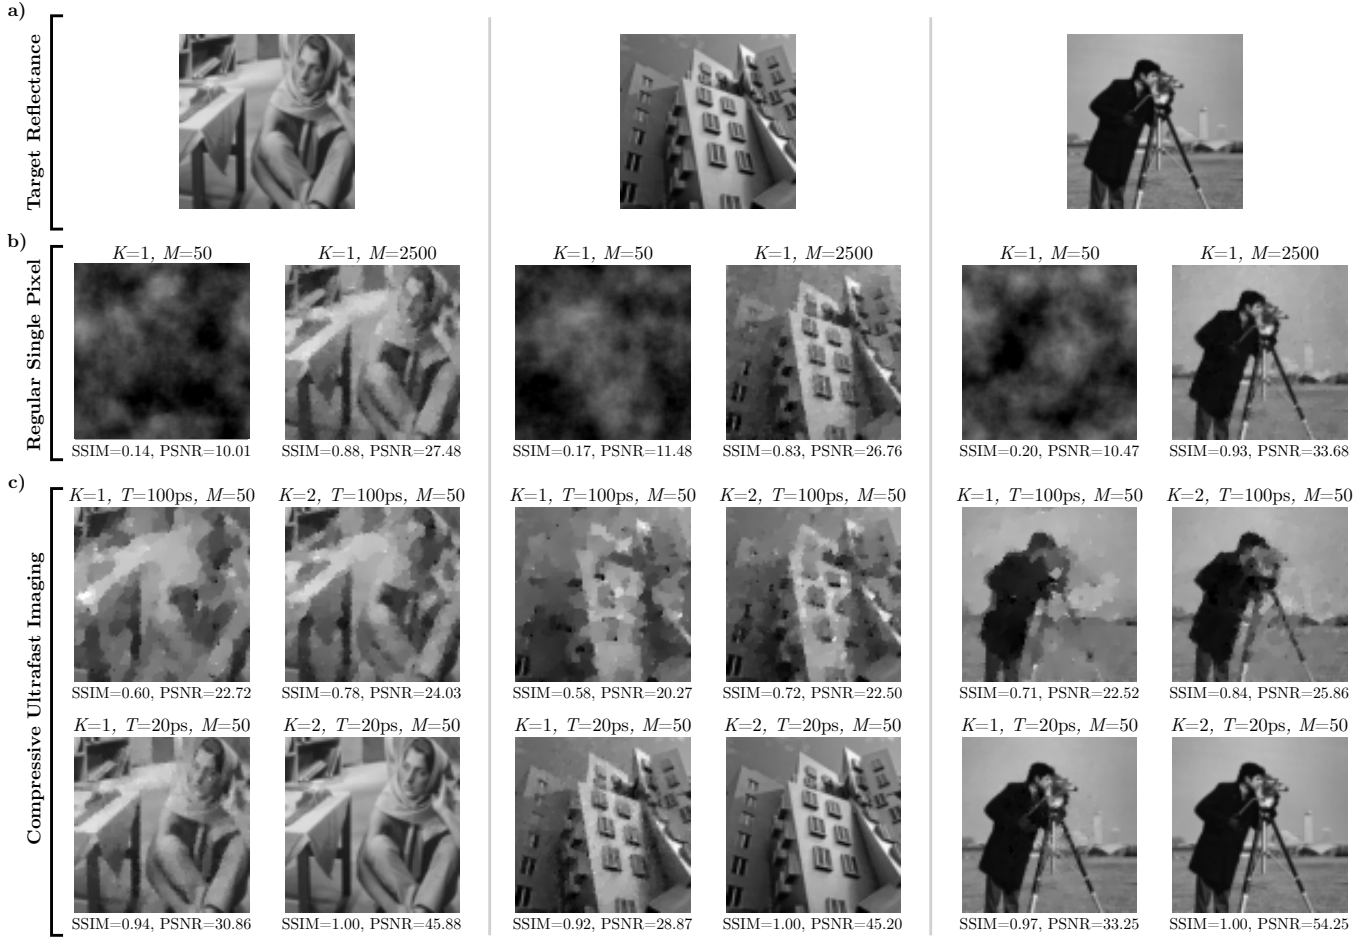 a)
Target Reflectance
b)
Regular Single Pixel
K=1, M=50
K=1, M=2500
K=1, M=50
K=1, M=2500
K=1, M=50
K=1, M=2500
SSIM=0.14, PSNR=10.01
SSIM=0.88, PSNR=27.48
SSIM=0.17, PSNR=11.48
SSIM=0.83, PSNR=26.76
SSIM=0.20, PSNR=10.47
SSIM=0.93, PSNR=33.68
c)
Compressive Ultrafast Imaging
K=1, T=100ps, M=50
K=2, T=100ps, M=50
K=1, T=100ps, M=50
K=2, T=100ps, M=50
K=1, T=100ps, M=50
K=2, T=100ps, M=50
SSIM=0.60, PSNR=22.72
SSIM=0.78, PSNR=24.03
SSIM=0.58, PSNR=20.27
SSIM=0.72, PSNR=22.50
SSIM=0.71, PSNR=22.52
SSIM=0.84, PSNR=25.86
K=1, T=20ps, M=50
K=2, T=20ps, M=50
K=1, T=20ps, M=50
K=2, T=20ps, M=50
K=1, T=20ps, M=50
K=2, T=20ps, M=50
SSIM=0.94, PSNR=30.86
SSIM=1.00, PSNR=45.88
SSIM=0.92, PSNR=28.87
SSIM=1.00, PSNR=45.20
SSIM=0.97, PSNR=33.25
SSIM=1.00, PSNR=54.25